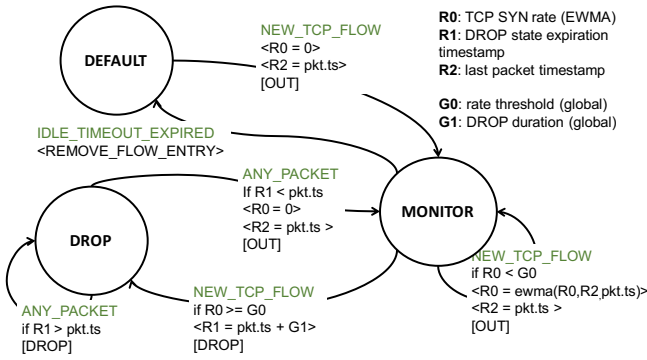 NEW_TCP_FLOW
<R0 = 0>
<R2 = pkt.ts>
[OUT]
R0: TCP SYN rate (EWMA)
R1: DROP state expiration
timestamp
R2: last packet timestamp
G0: rate threshold (global)
G1: DROP duration (global)
DEFAULT
IDLE_TIMEOUT_EXPIRED
<REMOVE_FLOW_ENTRY>
ANY_PACKET
If R1 < pkt.ts
<R0 = 0>
<R2 = pkt.ts >
[OUT]
MONITOR
DROP
NEW_TCP_FLOW
if R0 < G0
<R0 = ewma(R0,R2,pkt.ts)>
<R2 = pkt.ts >
[OUT]
NEW_TCP_FLOW
if R0 >= G0
<R1 = pkt.ts + G1>
[DROP]
ANY_PACKET
if R1 > pkt.ts
[DROP]